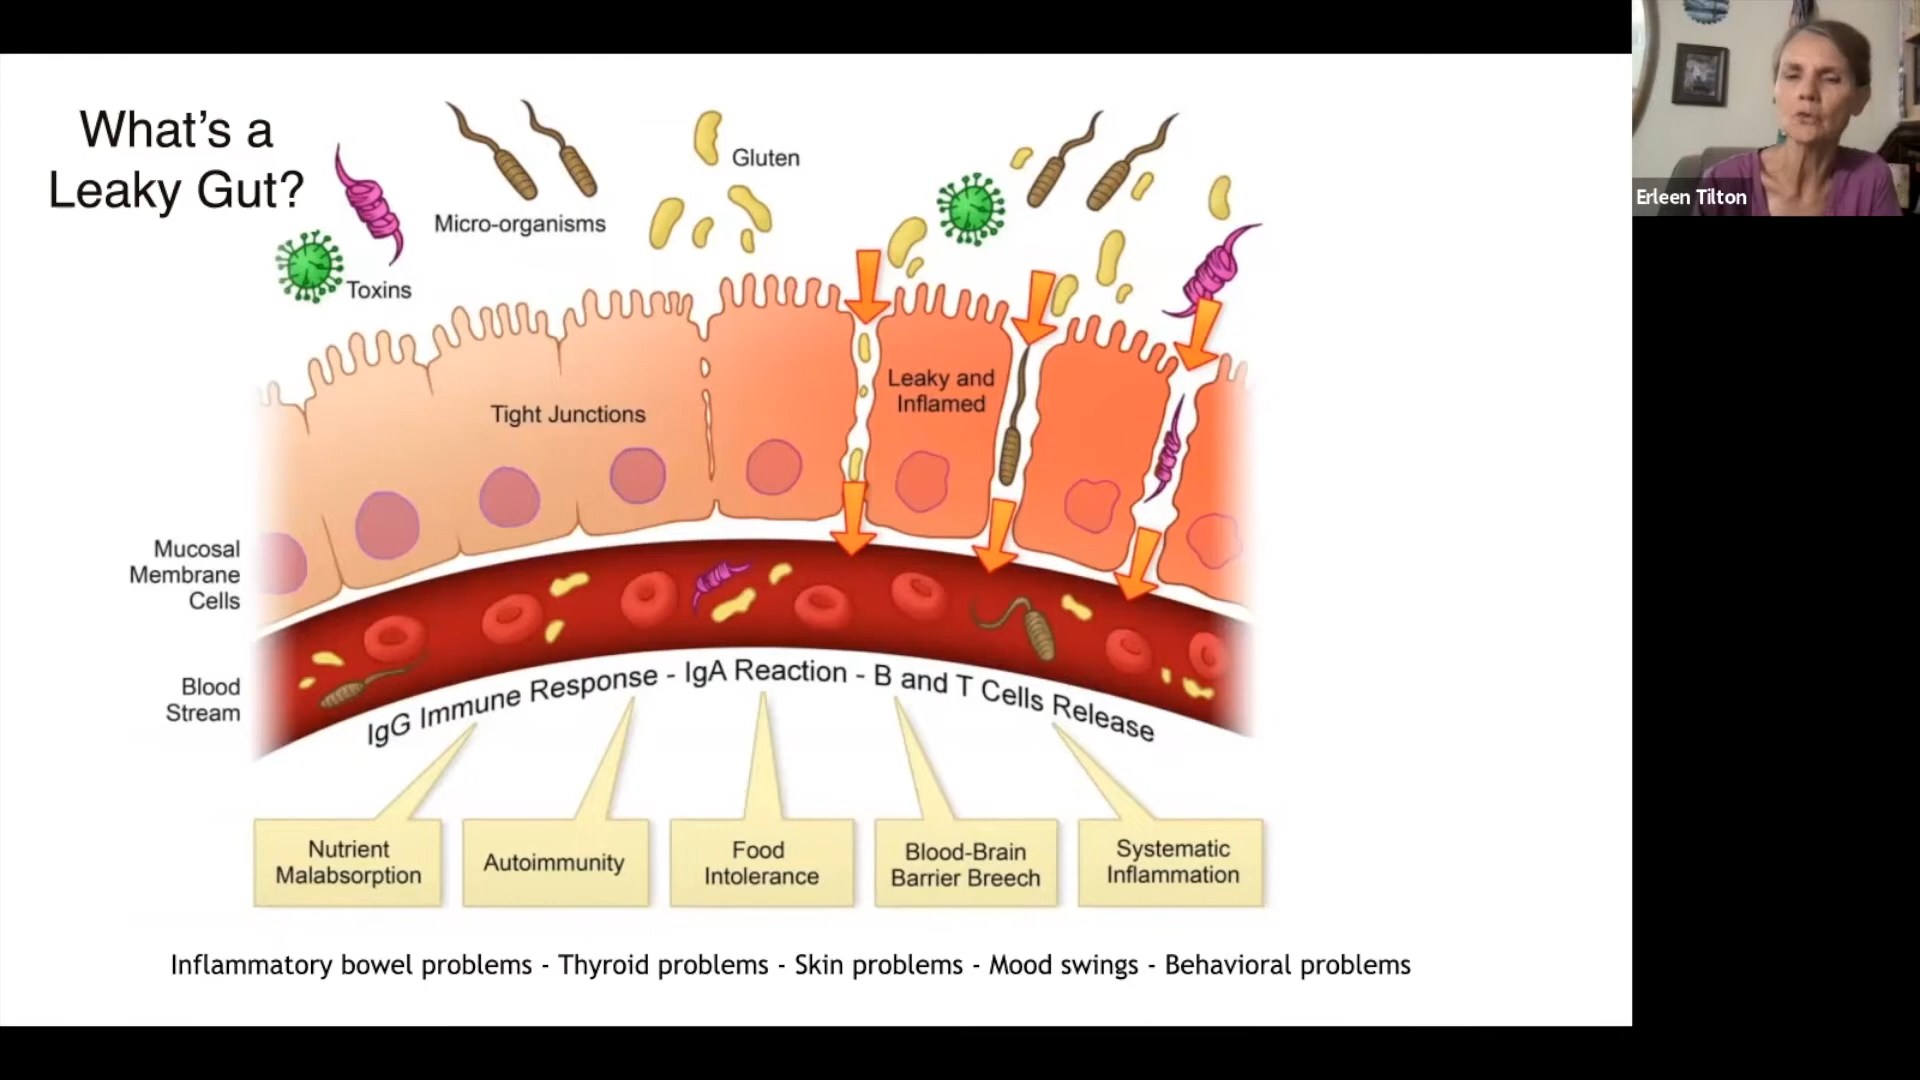 What's a
Leaky Gut?
Toxins
Micro-organisms
Gluten
Tight Junctions
Leaky and
Inflamed
Mucosal
Membrane
Cells
Blood
Stream
IgG Immune Response - IgA Reaction - B and T Cells Release
Nutrient
Malabsorption
Autoimmunity
Food
Intolerance
Blood-Brain
Barrier Breech
Systematic
Inflammation
Inflammatory bowel problems - Thyroid problems - Skin problems - Mood swings - Behavioral problems
Erleen Tilton